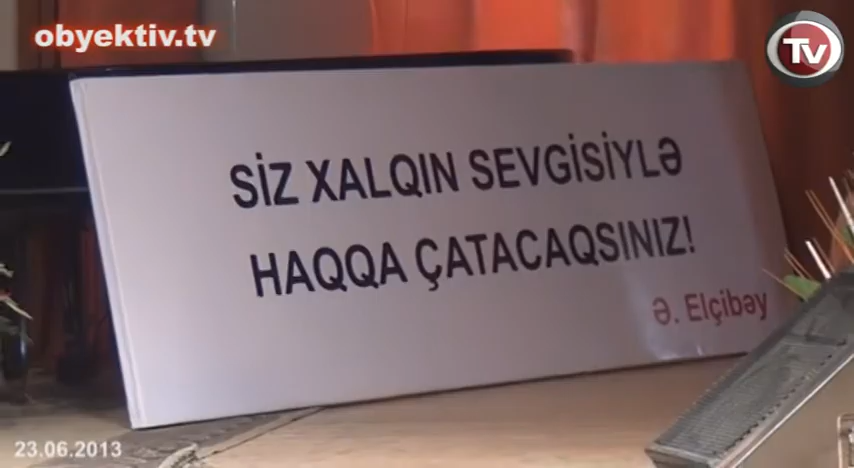 obyektiv.tv
Tv
SİZ XALQIN SEVGİSİYLƏ
HAQQA ÇATACAQSINIZ!
Ə. Elçibəy
23.06.2013